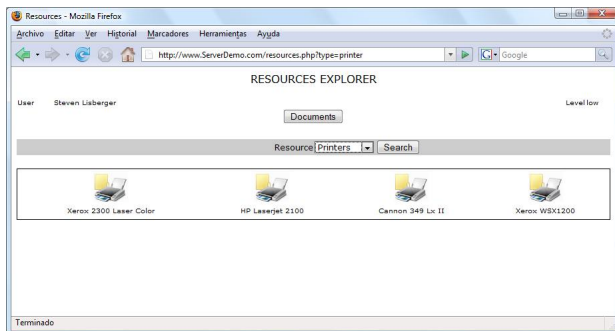 Resources - Mozilla Firefox
Archivo Editar Ver Historial Marcadores Herramientas Ayuda
http://www.ServerDemo.com/resources.php?type=printer
G Google
RESOURCES EXPLORER
User Steven Lisberger Level low
Documents
Resource Printers Search
Xerox 2300 Laser Color HP Laserjet 2100 Cannon 349 Lx II Xerox WSX1200
Terminado